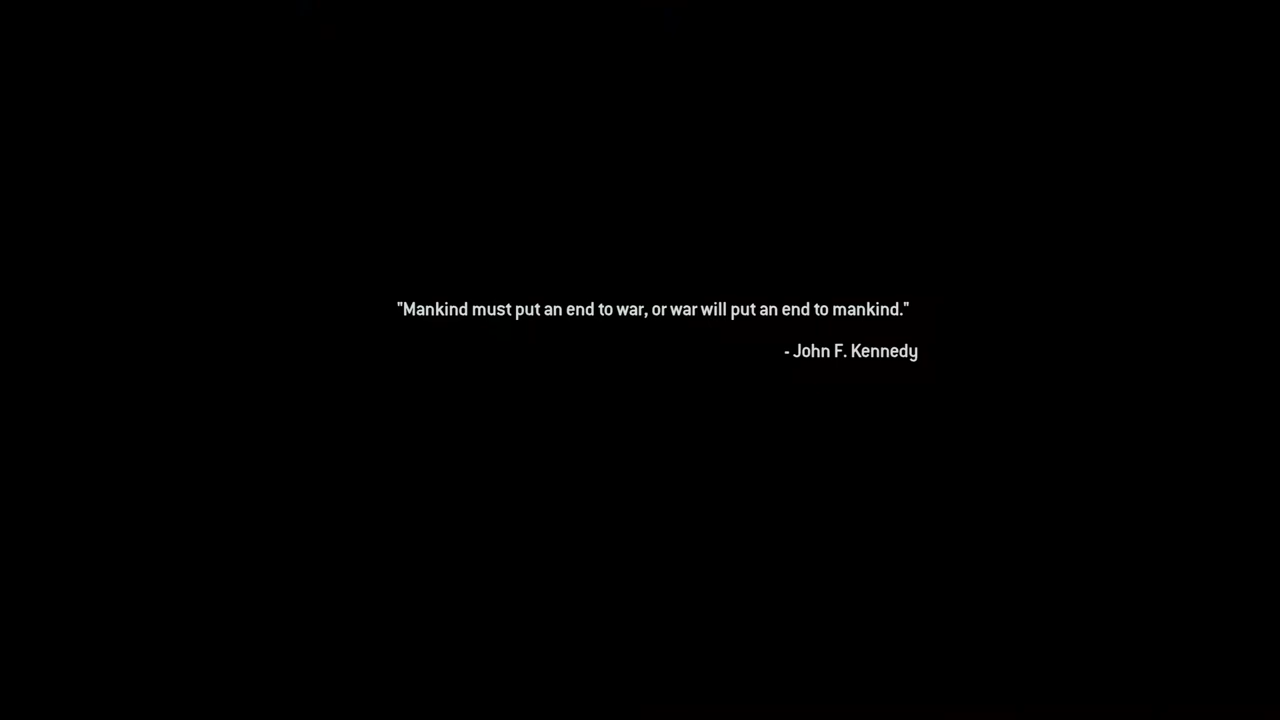 "Mankind must put an end to war, or war will put an end to mankind."
- John F. Kennedy